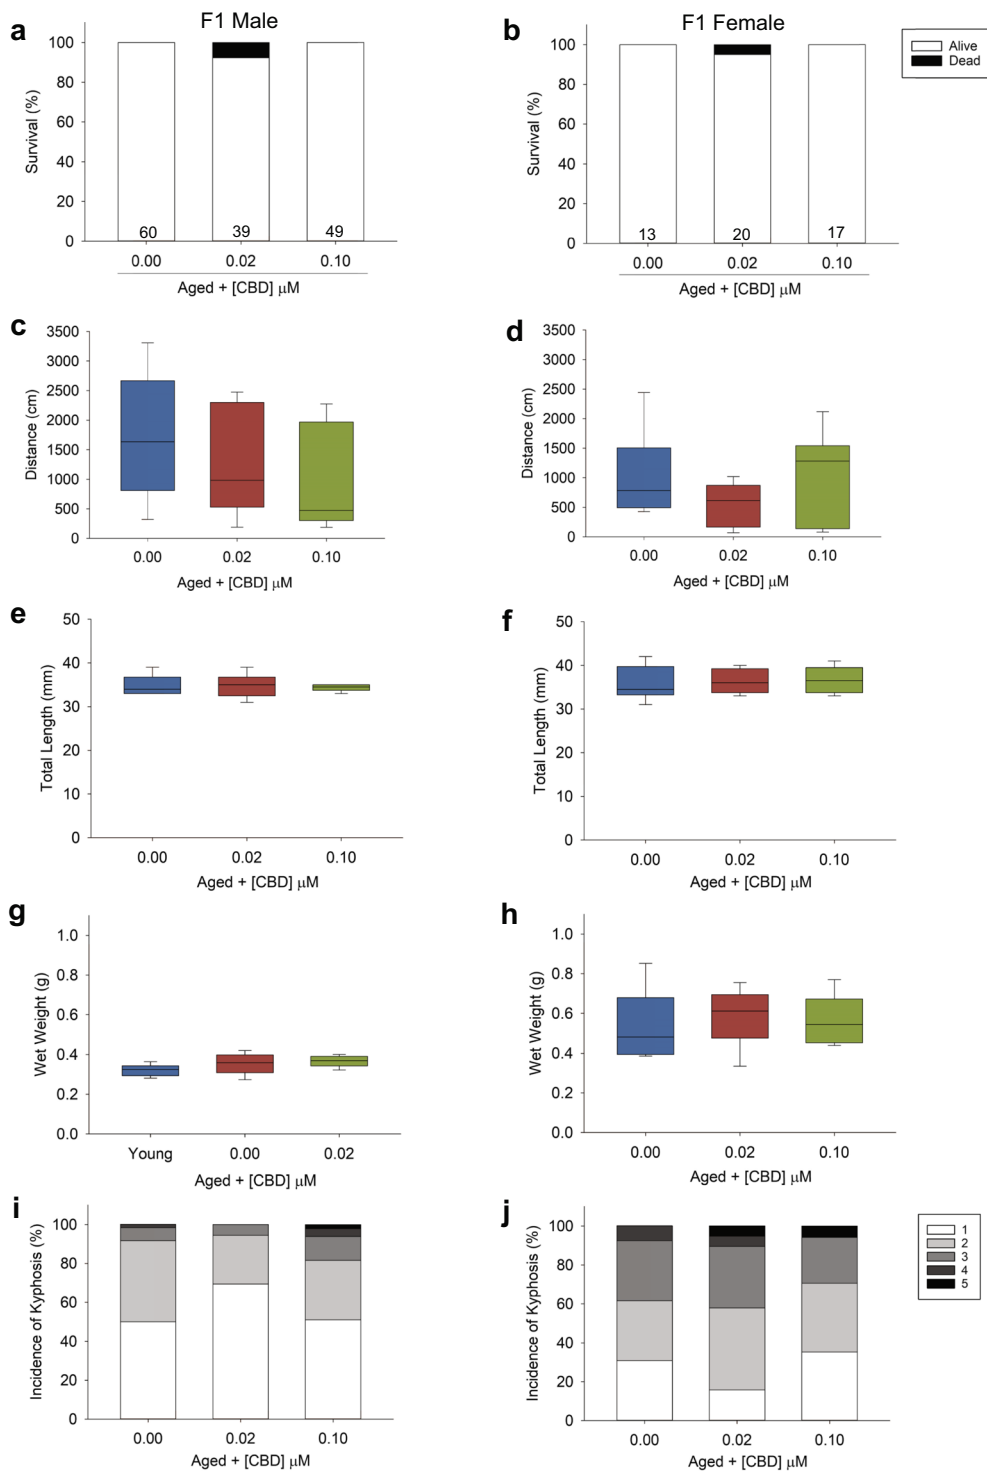 F1 Male
F1 Female
a
100
80
60
40
20
0
Survival (%)
60 39 49
0.00 0.02 0.10
Aged + [CBD] μM
b
100
80
60
40
20
0
Survival (%)
13 20 17
0.00 0.02 0.10
Aged + [CBD] μM
Alive
Dead
c
3500
3000
2500
2000
1500
1000
500
0
Distance (cm)
0.00 0.02 0.10
Aged + [CBD] μM
d
3500
3000
2500
2000
1500
1000
500
0
Distance (cm)
0.00 0.02 0.10
Aged + [CBD] μM
e
50
40
30
20
10
0
Total Length (mm)
0.00 0.02 0.10
Aged + [CBD] μM
f
50
40
30
20
10
0
Total Length (mm)
0.00 0.02 0.10
Aged + [CBD] μM
g
1.0
0.8
0.6
0.4
0.2
0.0
Wet Weight (g)
Young 0.00 0.02
Aged + [CBD] μM
h
1.0
0.8
0.6
0.4
0.2
0.0
Wet Weight (g)
0.00 0.02 0.10
Aged + [CBD] μM
i
100
80
60
40
20
0
Incidence of Kyphosis (%)
0.00 0.02 0.10
Aged + [CBD] μM
j
100
80
60
40
20
0
Incidence of Kyphosis (%)
0.00 0.02 0.10
Aged + [CBD] μM
1
2
3
4
5